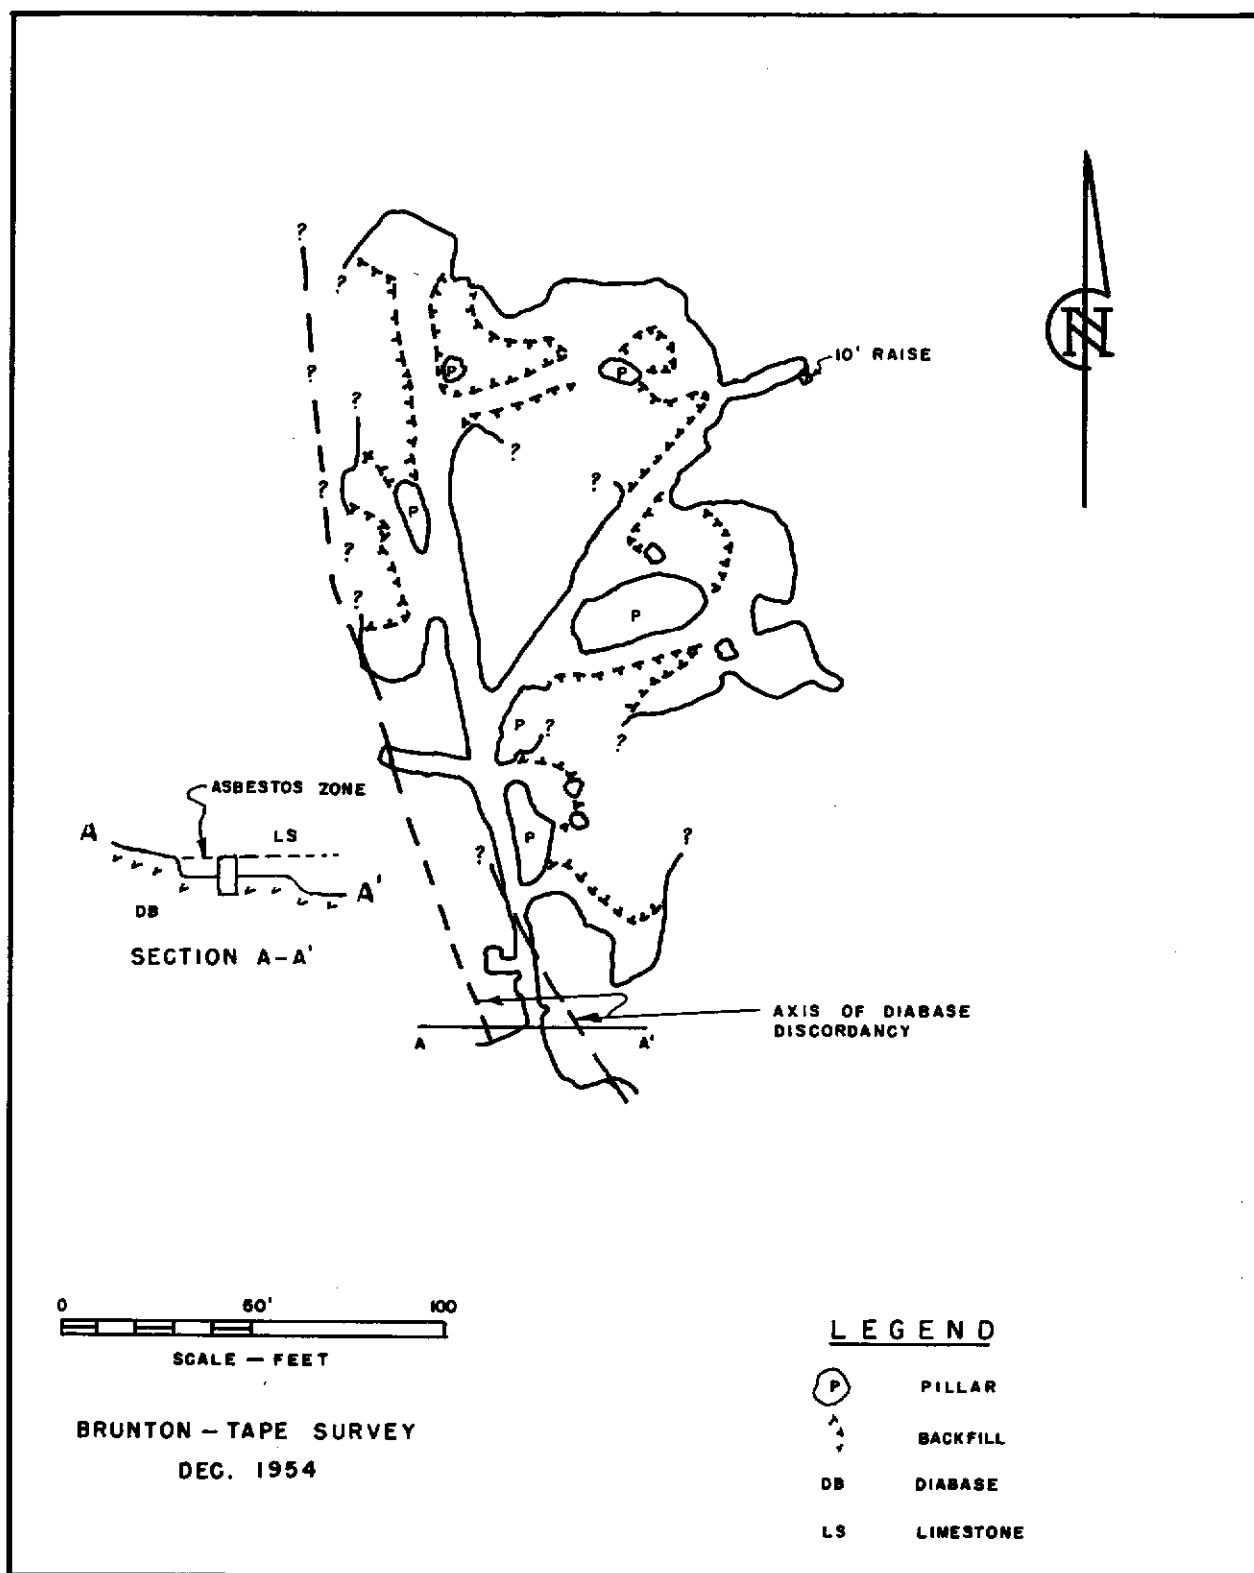 ?
N
10' RAISE
?
P
P
?
?
?
?
?
P
?
?
P
P
?
?
ASBESTOS ZONE
LS
A
A'
DB
SECTION A-A'
P
?
?
AXIS OF DIABASE
DISCORDANCY
A
A'
0 50' 100
SCALE — FEET
BRUNTON – TAPE SURVEY
DEC. 1954
LEGEND
P PILLAR
BACKFILL
DB DIABASE
LS LIMESTONE